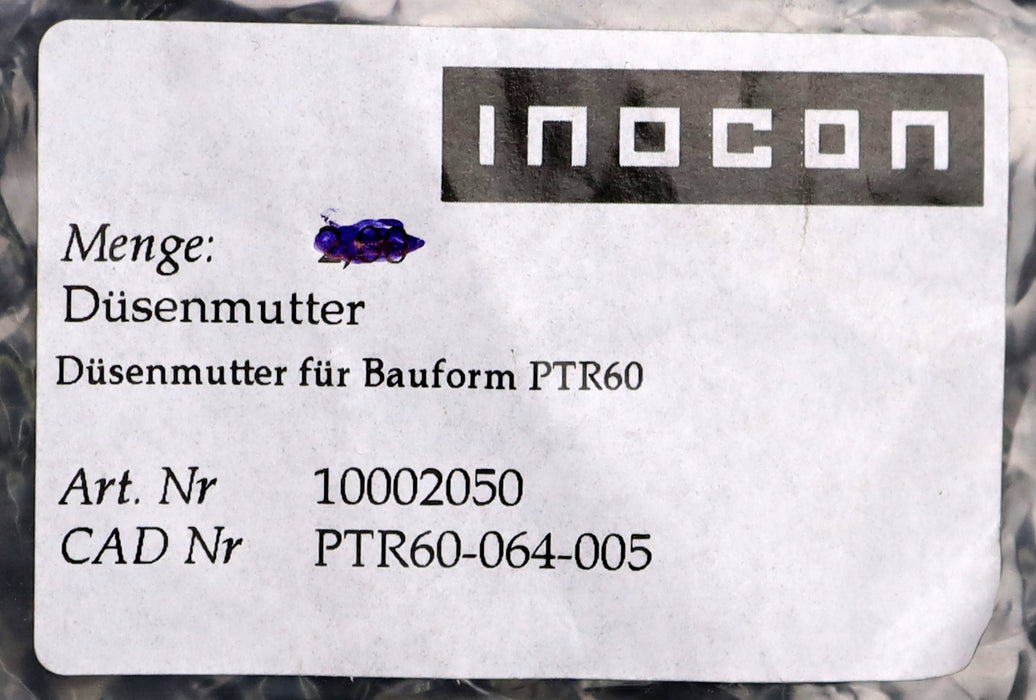 INOCON
Menge:
Düsenmutter
Düsenmutter für Bauform PTR60
Art. Nr 10002050
CAD Nr PTR60-064-005